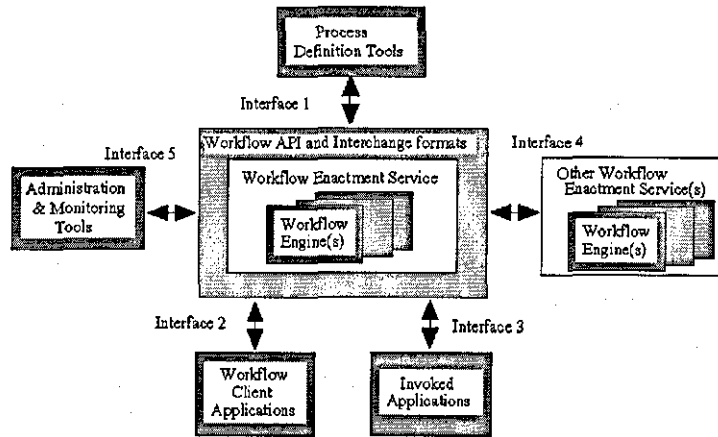 Process
Definition Tools
Interface 1
Workflow API and Interchange formats
Interface 5
Interface 4
Workflow Enactment Service
Workflow
Engine(s)
Administration
& Monitoring
Tools
Other Workflow
Enactment Service(s)
Workflow
Engine(s)
Interface 2
Interface 3
Workflow
Client
Applications
Invoked
Applications